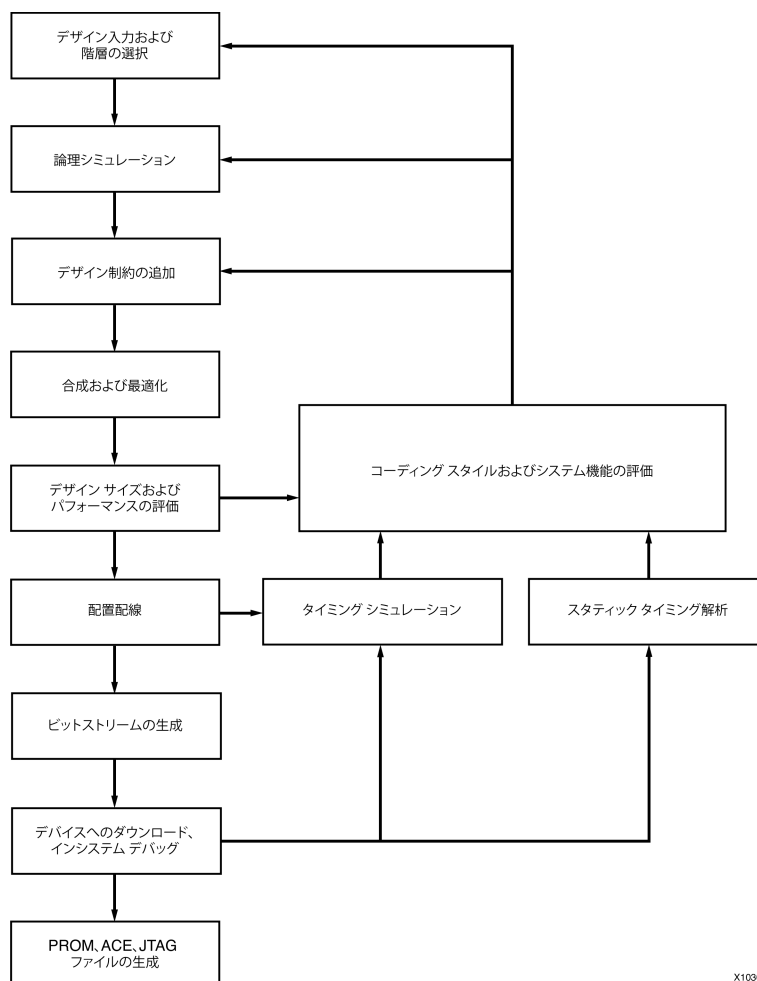 デザイン入力および
階層の選択
論理シミュレーション
デザイン制約の追加
合成および最適化
コーディング スタイルおよびシステム機能の評価
デザイン サイズおよび
パフォーマンスの評価
配置配線
タイミング シミュレーション
スタティック タイミング解析
ビットストリームの生成
デバイスへのダウンロード、
インシステム デバッグ
PROM、ACE、JTAG
ファイルの生成